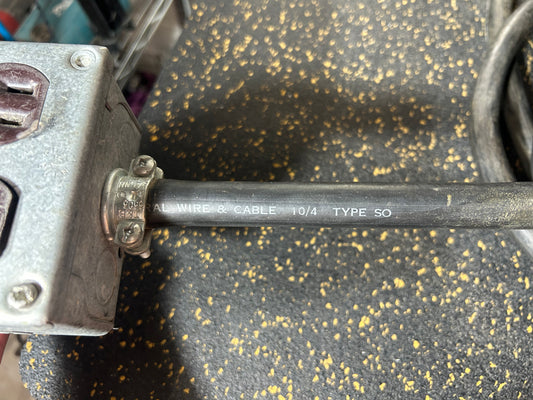 AL WIRE & CABLE 10/4 TYPE SO